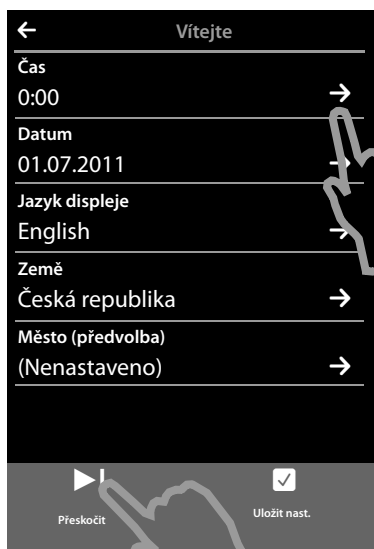 Vítejte
Čas
0:00
Datum
01.07.2011
Jazyk displeje
English
Země
Česká republika
Město (předvolba)
(Nenastaveno)
Přeskočit
Uložit nast.